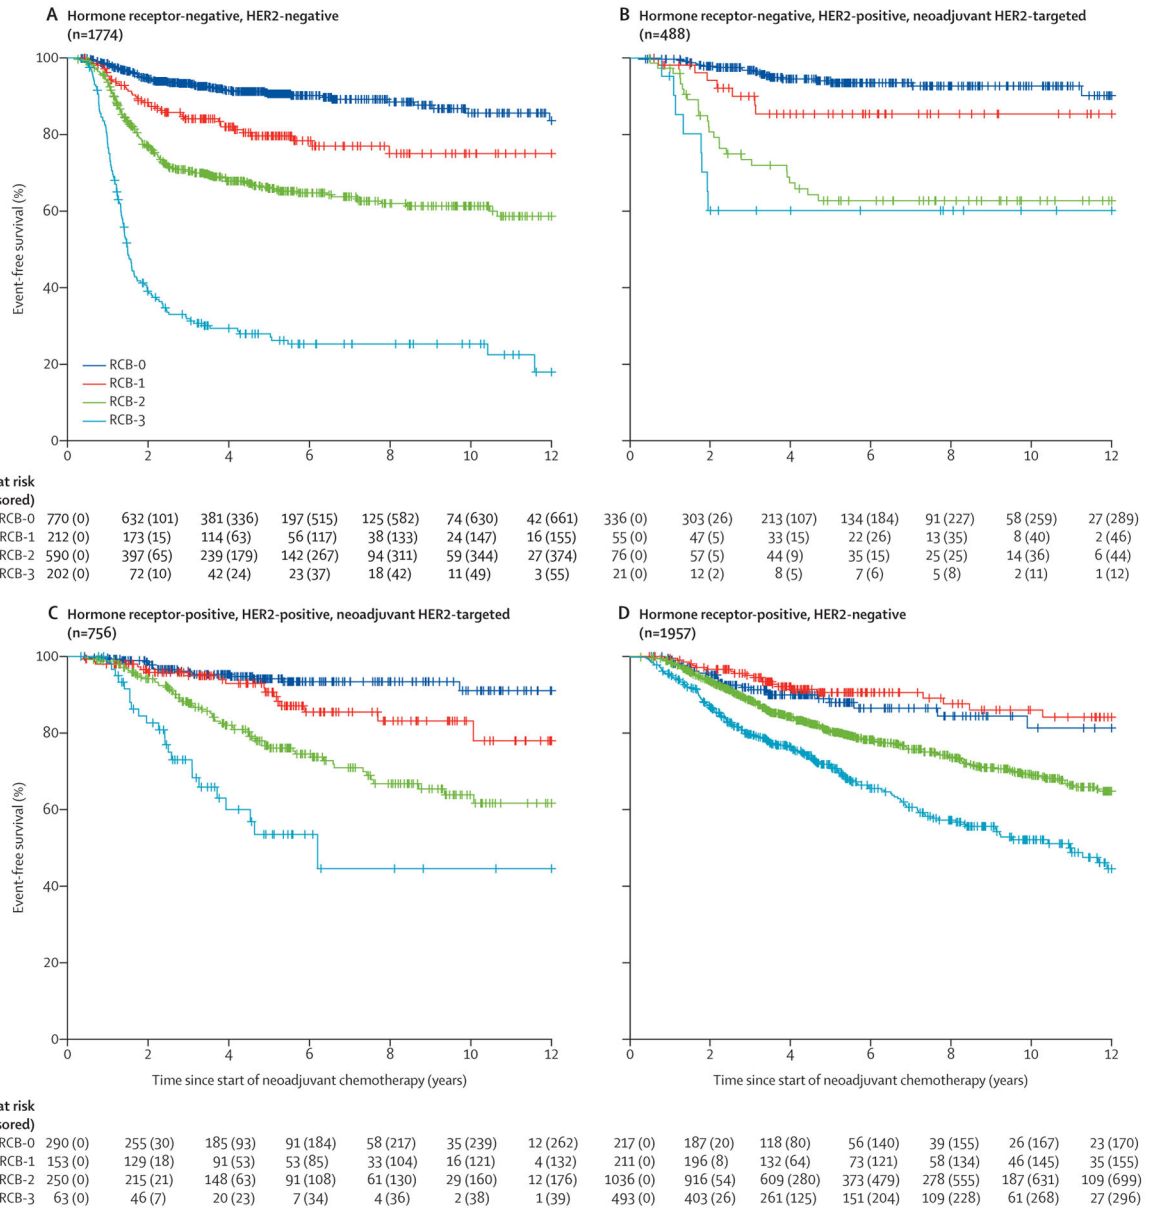 A Hormone receptor-negative, HER2-negative
(n=1774)
B Hormone receptor-negative, HER2-positive, neoadjuvant HER2-targeted
(n=488)
100
80
60
40
20
0
Event-free survival (%)
RCB-0
RCB-1
RCB-2
RCB-3
0 2 4 6 8 10 12
0 2 4 6 8 10 12
at risk
sored)
RCB-0 770 (0) 632 (101) 381 (336) 197 (515) 125 (582) 74 (630) 42 (661) 336 (0) 303 (26) 213 (107) 134 (184) 91 (227) 58 (259) 27 (289)
RCB-1 212 (0) 173 (15) 114 (63) 56 (117) 38 (133) 24 (147) 16 (155) 55 (0) 47 (5) 33 (15) 22 (26) 13 (35) 8 (40) 2 (46)
RCB-2 590 (0) 397 (65) 239 (179) 142 (267) 94 (311) 59 (344) 27 (374) 76 (0) 57 (5) 44 (9) 35 (15) 25 (25) 14 (36) 6 (44)
RCB-3 202 (0) 72 (10) 42 (24) 23 (37) 18 (42) 11 (49) 3 (55) 21 (0) 12 (2) 8 (5) 7 (6) 5 (8) 2 (11) 1 (12)
C Hormone receptor-positive, HER2-positive, neoadjuvant HER2-targeted
(n=756)
D Hormone receptor-positive, HER2-negative
(n=1957)
100
80
60
40
20
0
Event-free survival (%)
0 2 4 6 8 10 12
0 2 4 6 8 10 12
Time since start of neoadjuvant chemotherapy (years)
Time since start of neoadjuvant chemotherapy (years)
at risk
sored)
RCB-0 290 (0) 255 (30) 185 (93) 91 (184) 58 (217) 35 (239) 12 (262) 217 (0) 187 (20) 118 (80) 56 (140) 39 (155) 26 (167) 23 (170)
RCB-1 153 (0) 129 (18) 91 (53) 53 (85) 33 (104) 16 (121) 4 (132) 211 (0) 196 (8) 132 (64) 73 (121) 58 (134) 46 (145) 35 (155)
RCB-2 250 (0) 215 (21) 148 (63) 91 (108) 61 (130) 29 (160) 12 (176) 1036 (0) 916 (54) 609 (280) 373 (479) 278 (555) 187 (631) 109 (699)
RCB-3 63 (0) 46 (7) 20 (23) 7 (34) 4 (36) 2 (38) 1 (39) 493 (0) 403 (26) 261 (125) 151 (204) 109 (228) 61 (268) 27 (296)